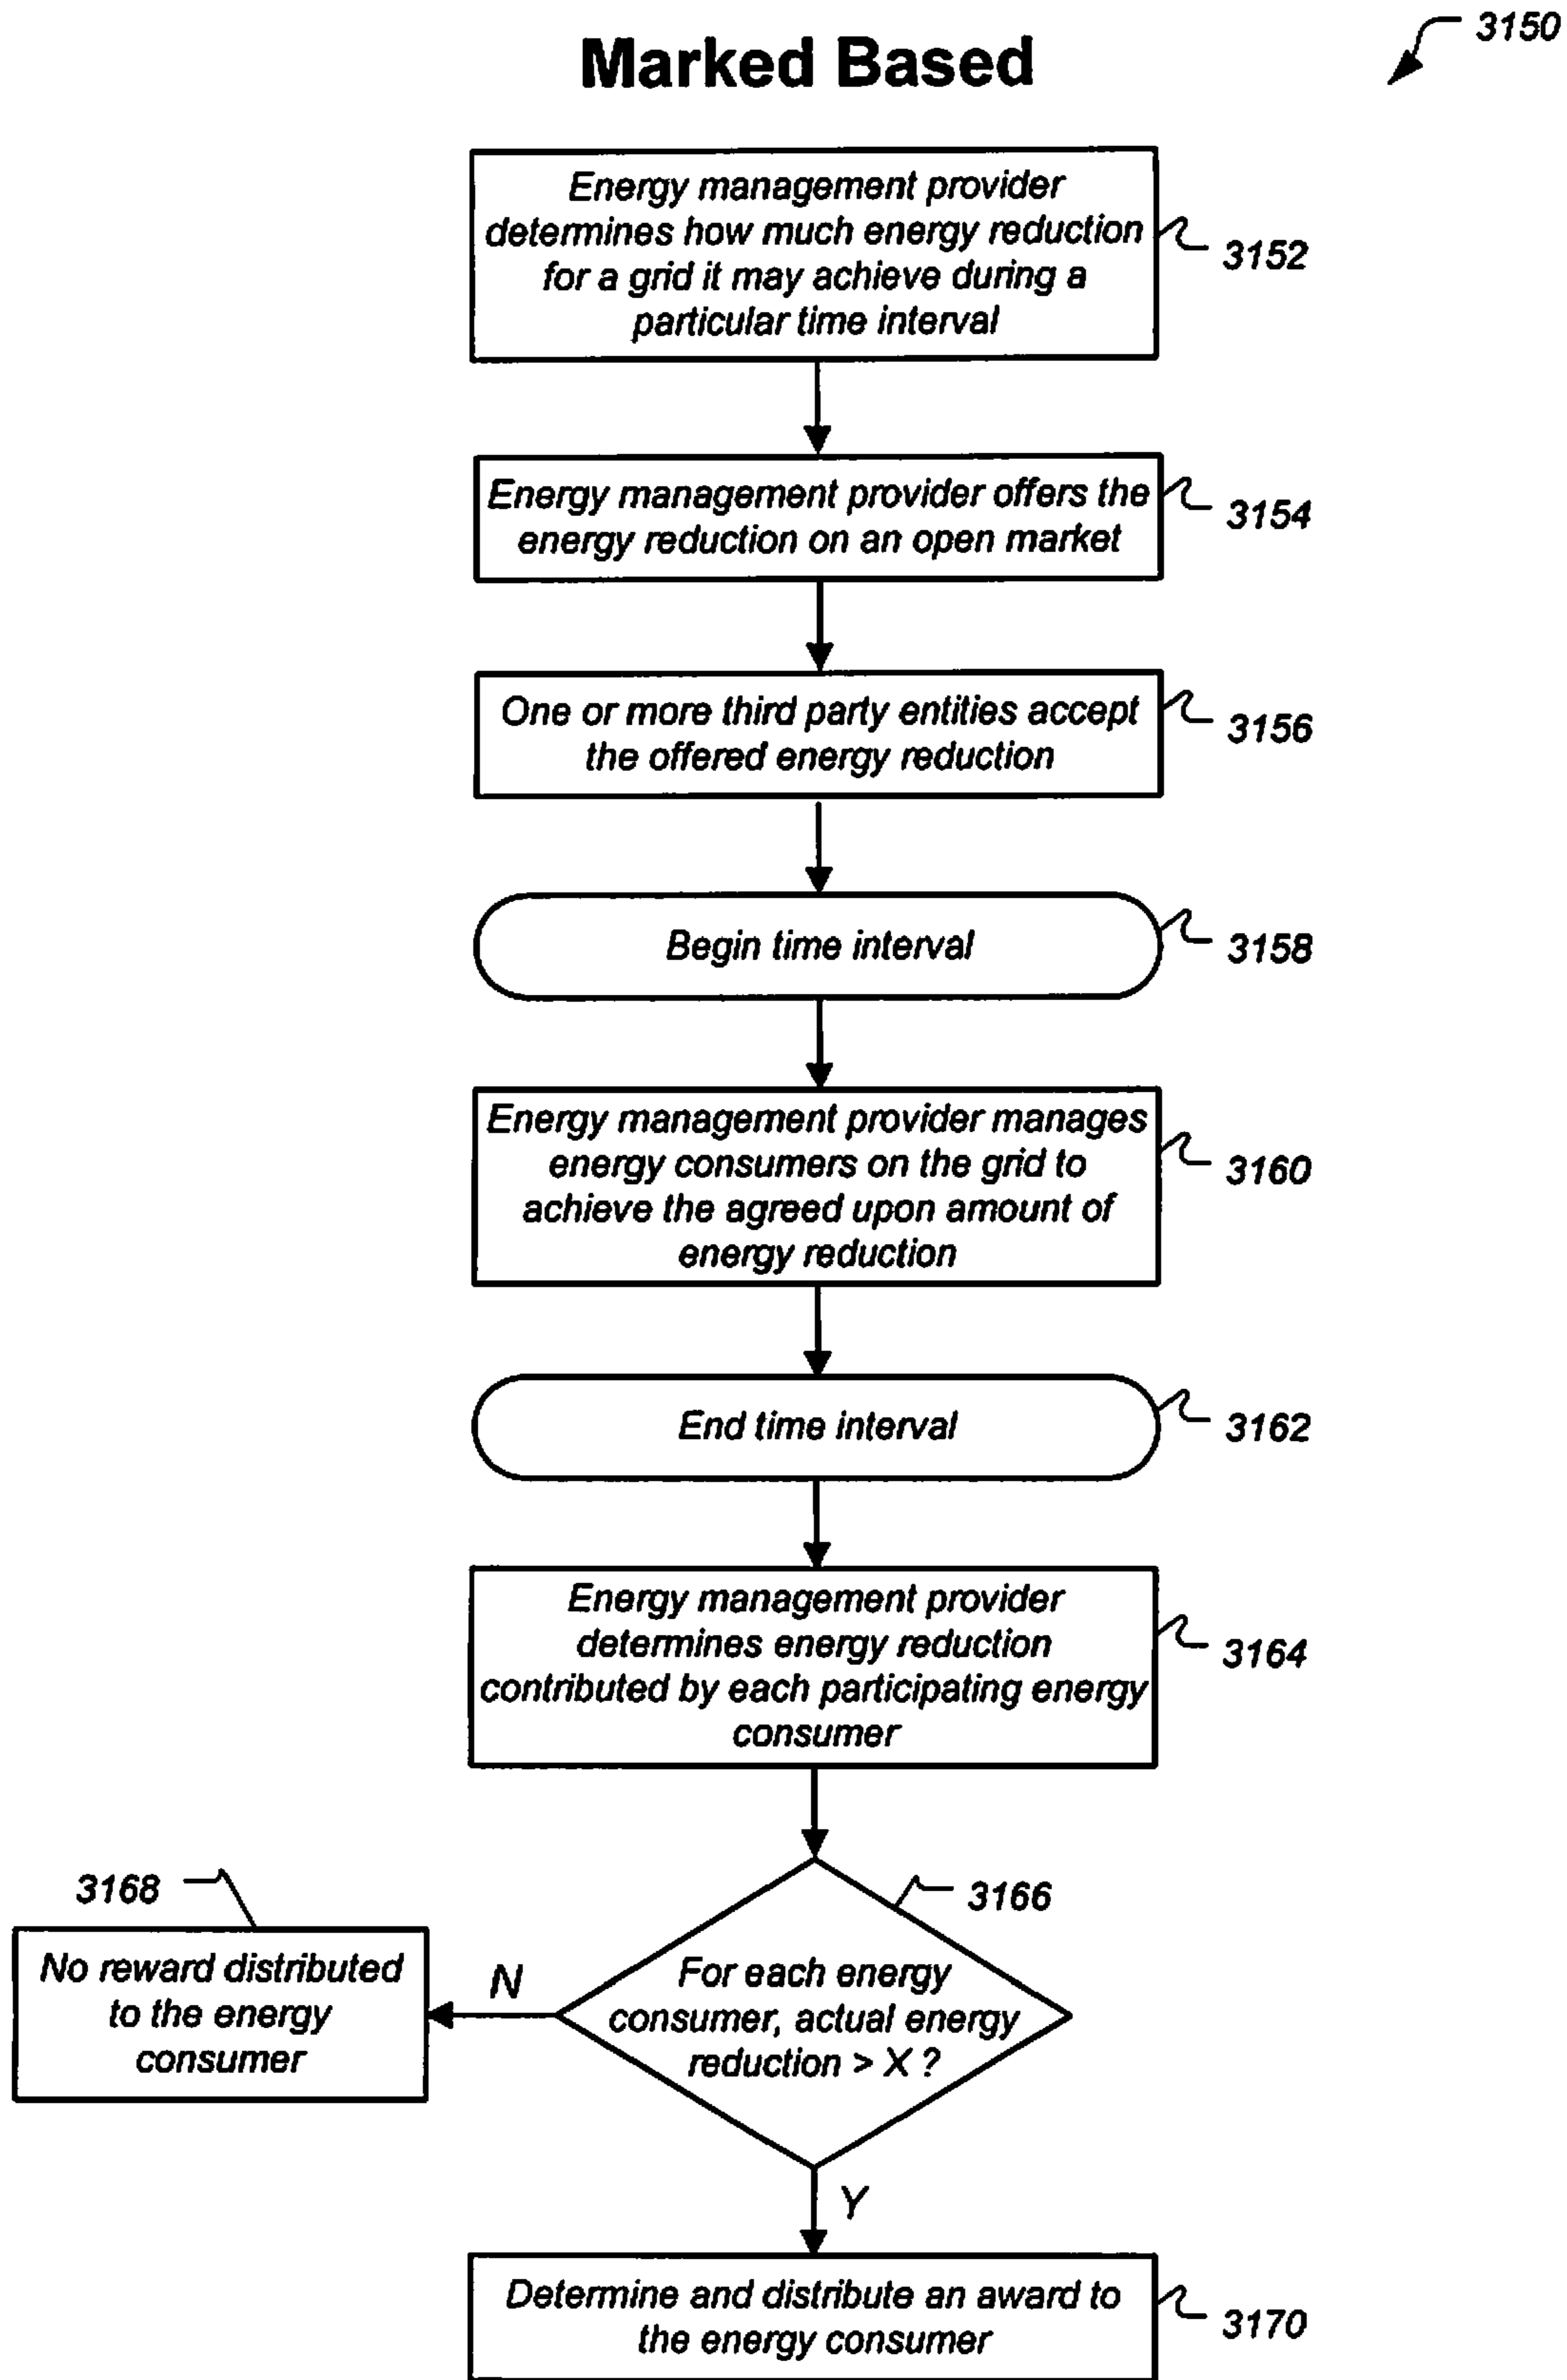 3150
Marked Based
Energy management provider
determines how much energy reduction
for a grid it may achieve during a
particular time interval
3152
Energy management provider offers the
energy reduction on an open market
3154
One or more third party entities accept
the offered energy reduction
3156
Begin time interval
3158
Energy management provider manages
energy consumers on the grid to
achieve the agreed upon amount of
energy reduction
3160
End time interval
3162
Energy management provider
determines energy reduction
contributed by each participating energy
consumer
3164
For each energy
consumer, actual energy
reduction > X ?
3166
N
No reward distributed
to the energy
consumer
3168
Y
Determine and distribute an award to
the energy consumer
3170